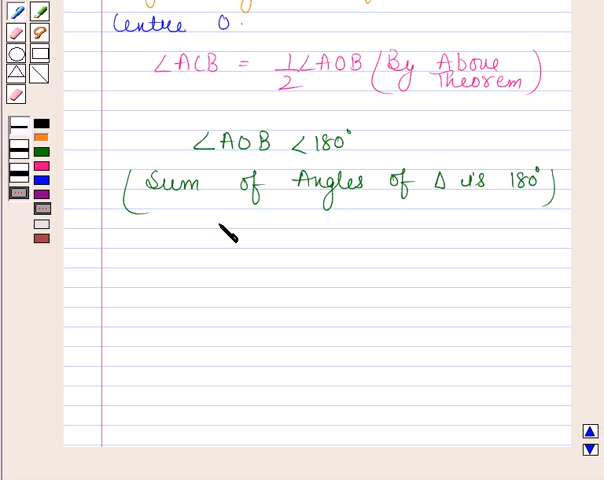 Centre O.
∠ACB = 1/2 ∠AOB (By Above Theorem)
∠AOB < 180°
(Sum of Angles of Δ is 180°)